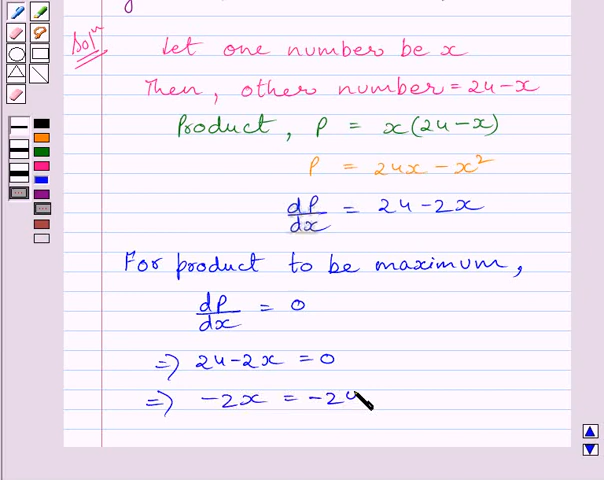 Solⁿ
Let one number be x
Then, other number = 24 - x
Product, P = x(24 - x)
P = 24x - x²
dP/dx = 24 - 2x
For product to be maximum,
dP/dx = 0
⇒ 24 - 2x = 0
⇒ -2x = -24